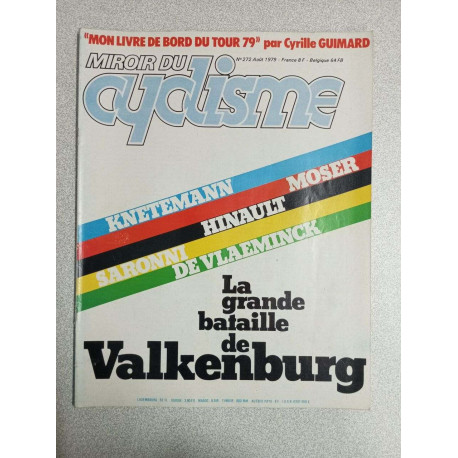 "MON LIVRE DE BORD DU TOUR 79" par Cyrille GUIMARD
MIROIR DU
N° 272 Août 1979 - France 8 F - Belgique 64 FB
cyclisme
KNETEMANN
MOSER
HINAULT
SARONNI
DE VLAEMINCK
La
grande
bataille
de
Valkenburg